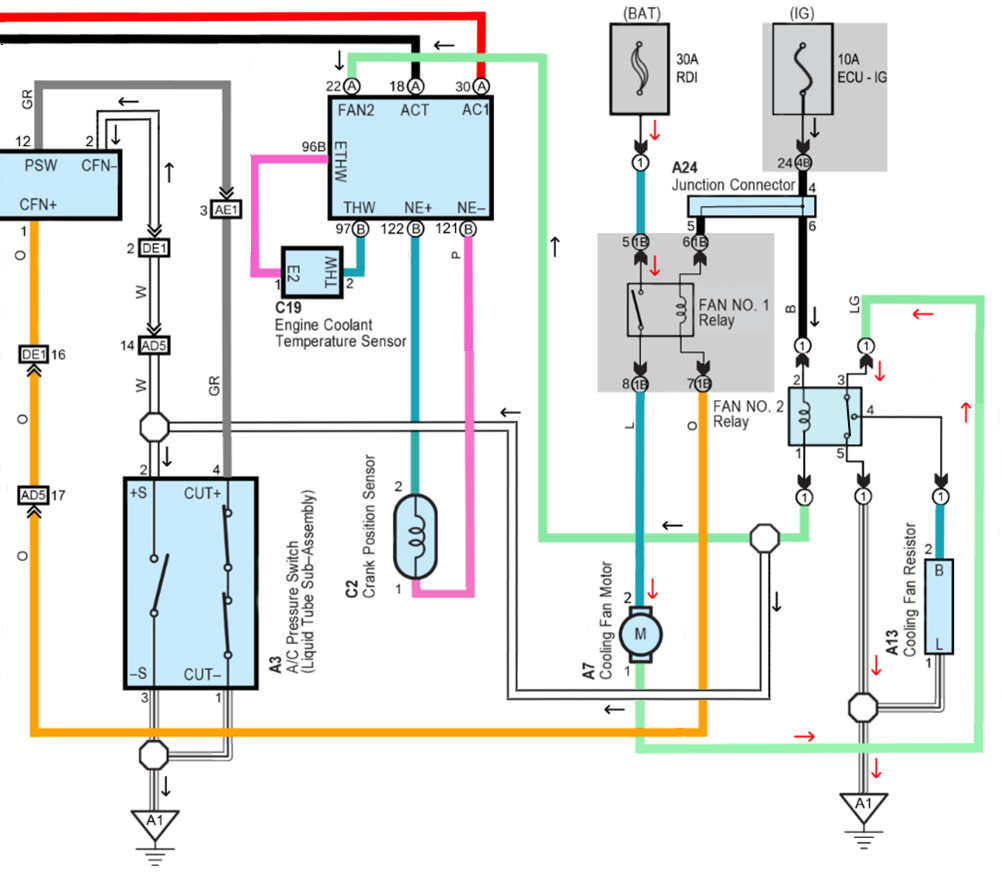 (BAT)
(IG)
30A
RDI
10A
ECU - IG
22 A
18 A
30 A
FAN2
ACT
AC1
GR
12
2
PSW
CFN–
CFN+
1
O
96B
ETHW
THW
NE+
NE–
97 B
122 B
121 B
P
3 AE1
2 DE1
W
14 AD5
W
GR
E2
THW
1
2
C19
Engine Coolant
Temperature Sensor
1
24 4B
A24
Junction Connector
4
5
6
5 1B
6 1B
FAN NO. 1
Relay
8 1B
7 1B
B
LG
1
1
2
3
4
FAN NO. 2
Relay
1
5
1
1
1
L
O
DE1 16
O
AD5 17
O
2
4
+S
CUT+
–S
CUT–
3
1
A3
A/C Pressure Switch
(Liquid Tube Sub–Assembly)
2
1
C2
Crank Position Sensor
2
M
1
A7
Cooling Fan Motor
2
B
L
1
A13
Cooling Fan Resistor
A1
A1